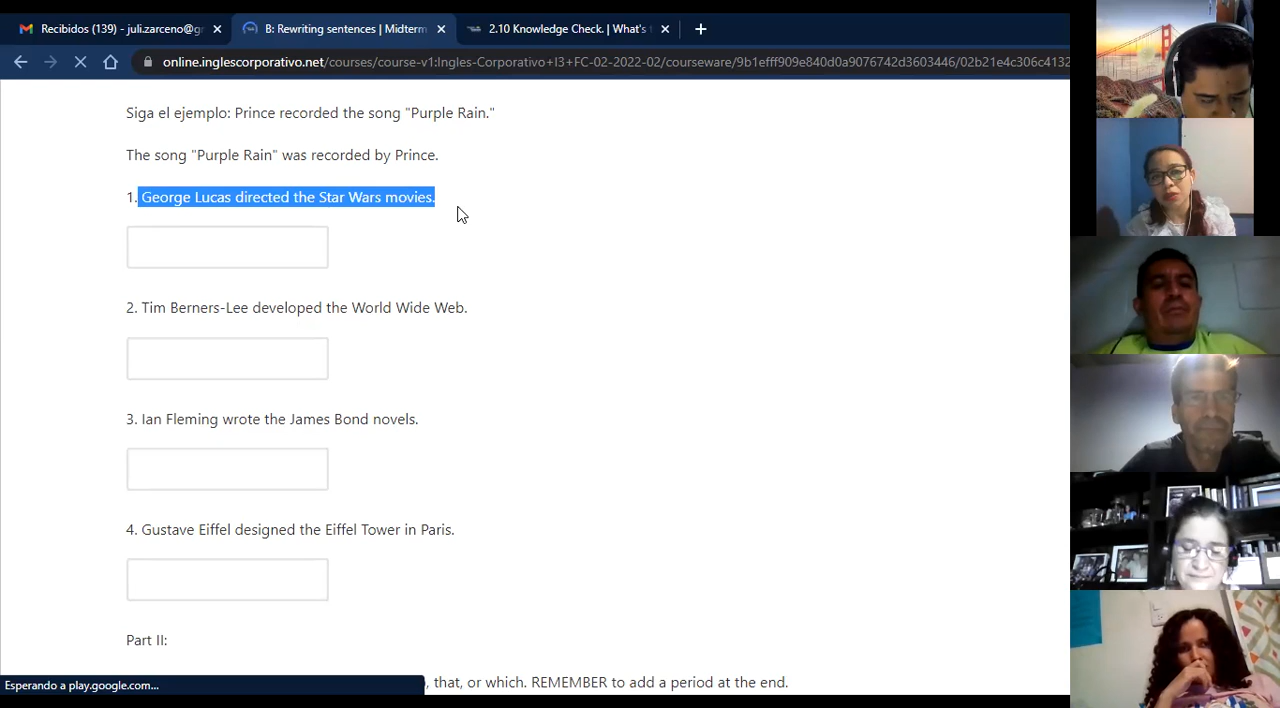 Recibidos (139) - juli.zarceno@gr
B: Rewriting sentences | Midterm
2.10 Knowledge Check. | What's t
online.inglescorporativo.net/courses/course-v1:Ingles-Corporativo+I3+FC-02-2022-02/courseware/9b1efff909e840d0a9076742d3603446/02b21e4c306c4132
Siga el ejemplo: Prince recorded the song "Purple Rain."
The song "Purple Rain" was recorded by Prince.
1. George Lucas directed the Star Wars movies.
2. Tim Berners-Lee developed the World Wide Web.
3. Ian Fleming wrote the James Bond novels.
4. Gustave Eiffel designed the Eiffel Tower in Paris.
Part II:
, that, or which. REMEMBER to add a period at the end.
Esperando a play.google.com...